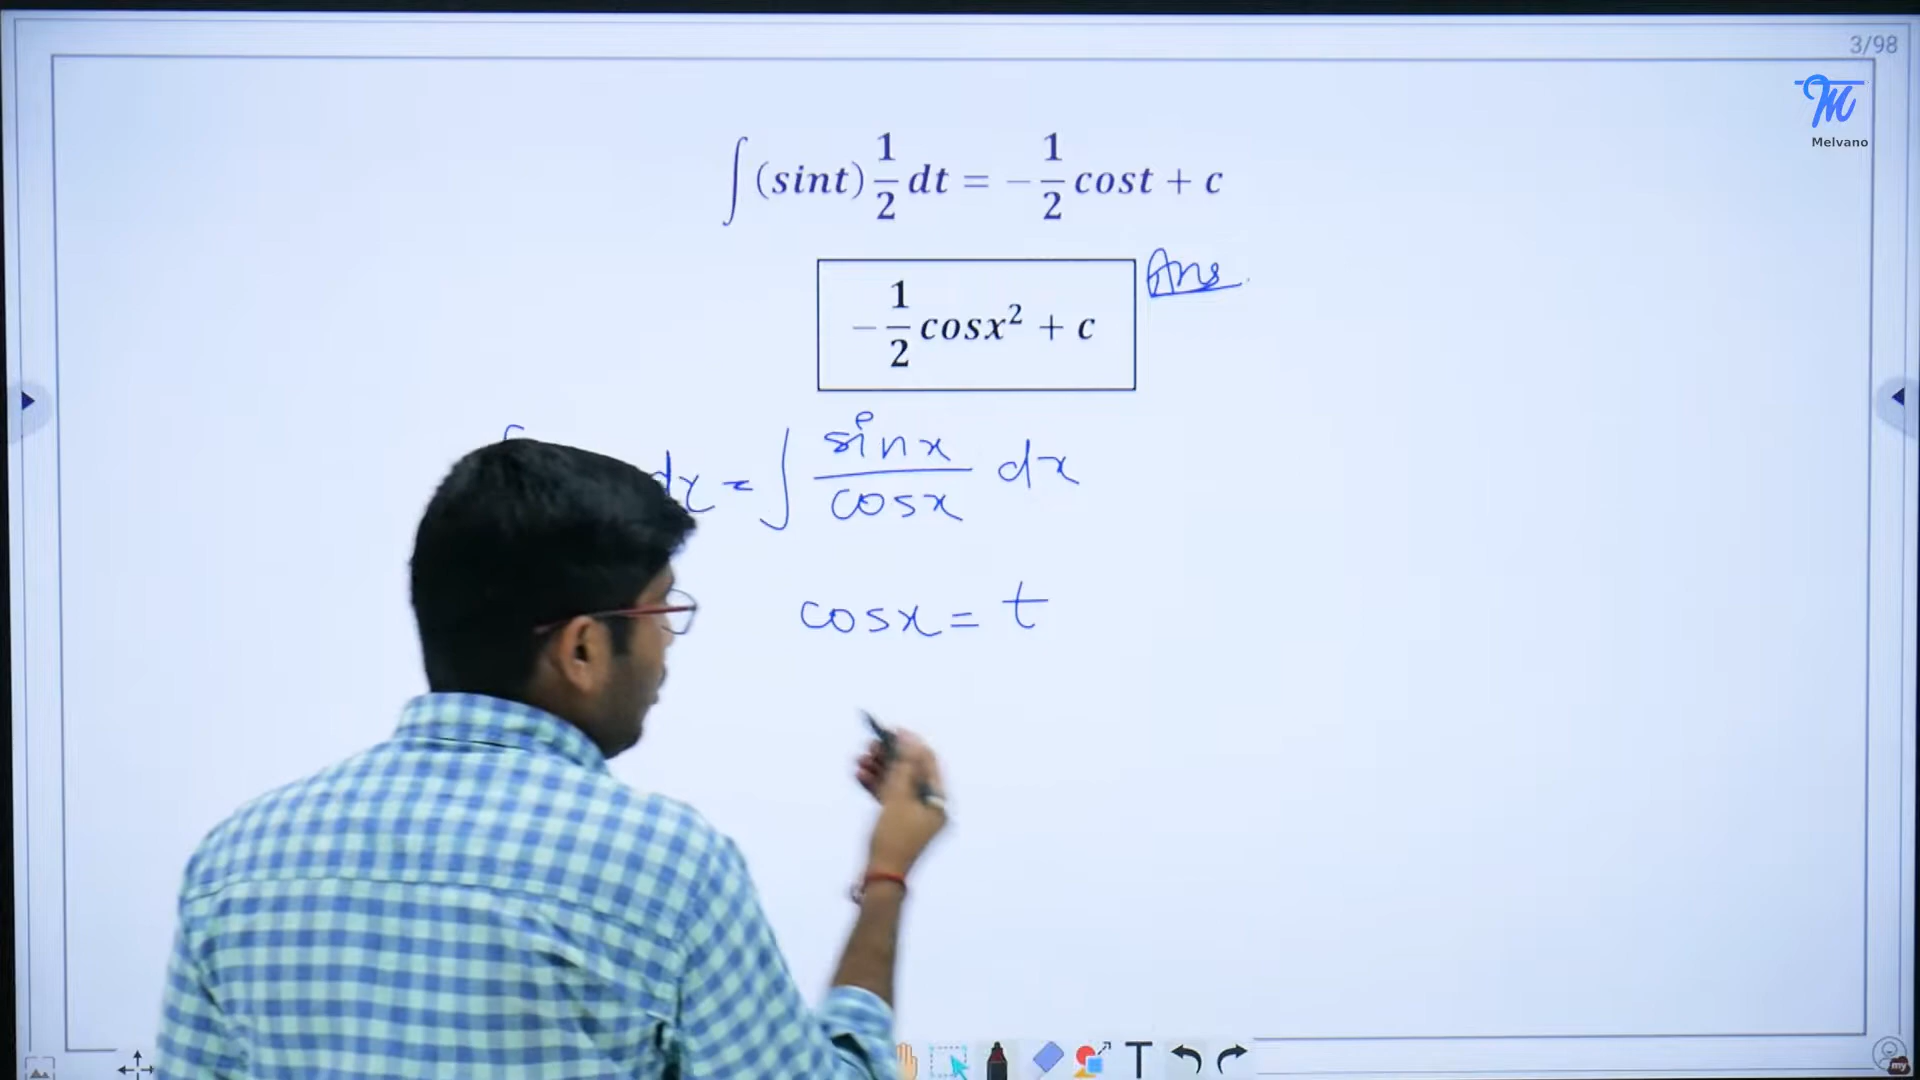 3/98
Melvano
∫(sint) 1/2 dt = - 1/2 cost + c
Ans.
- 1/2 cosx² + c
dx = ∫ sinx/cosx dx
cosx = t
T
my